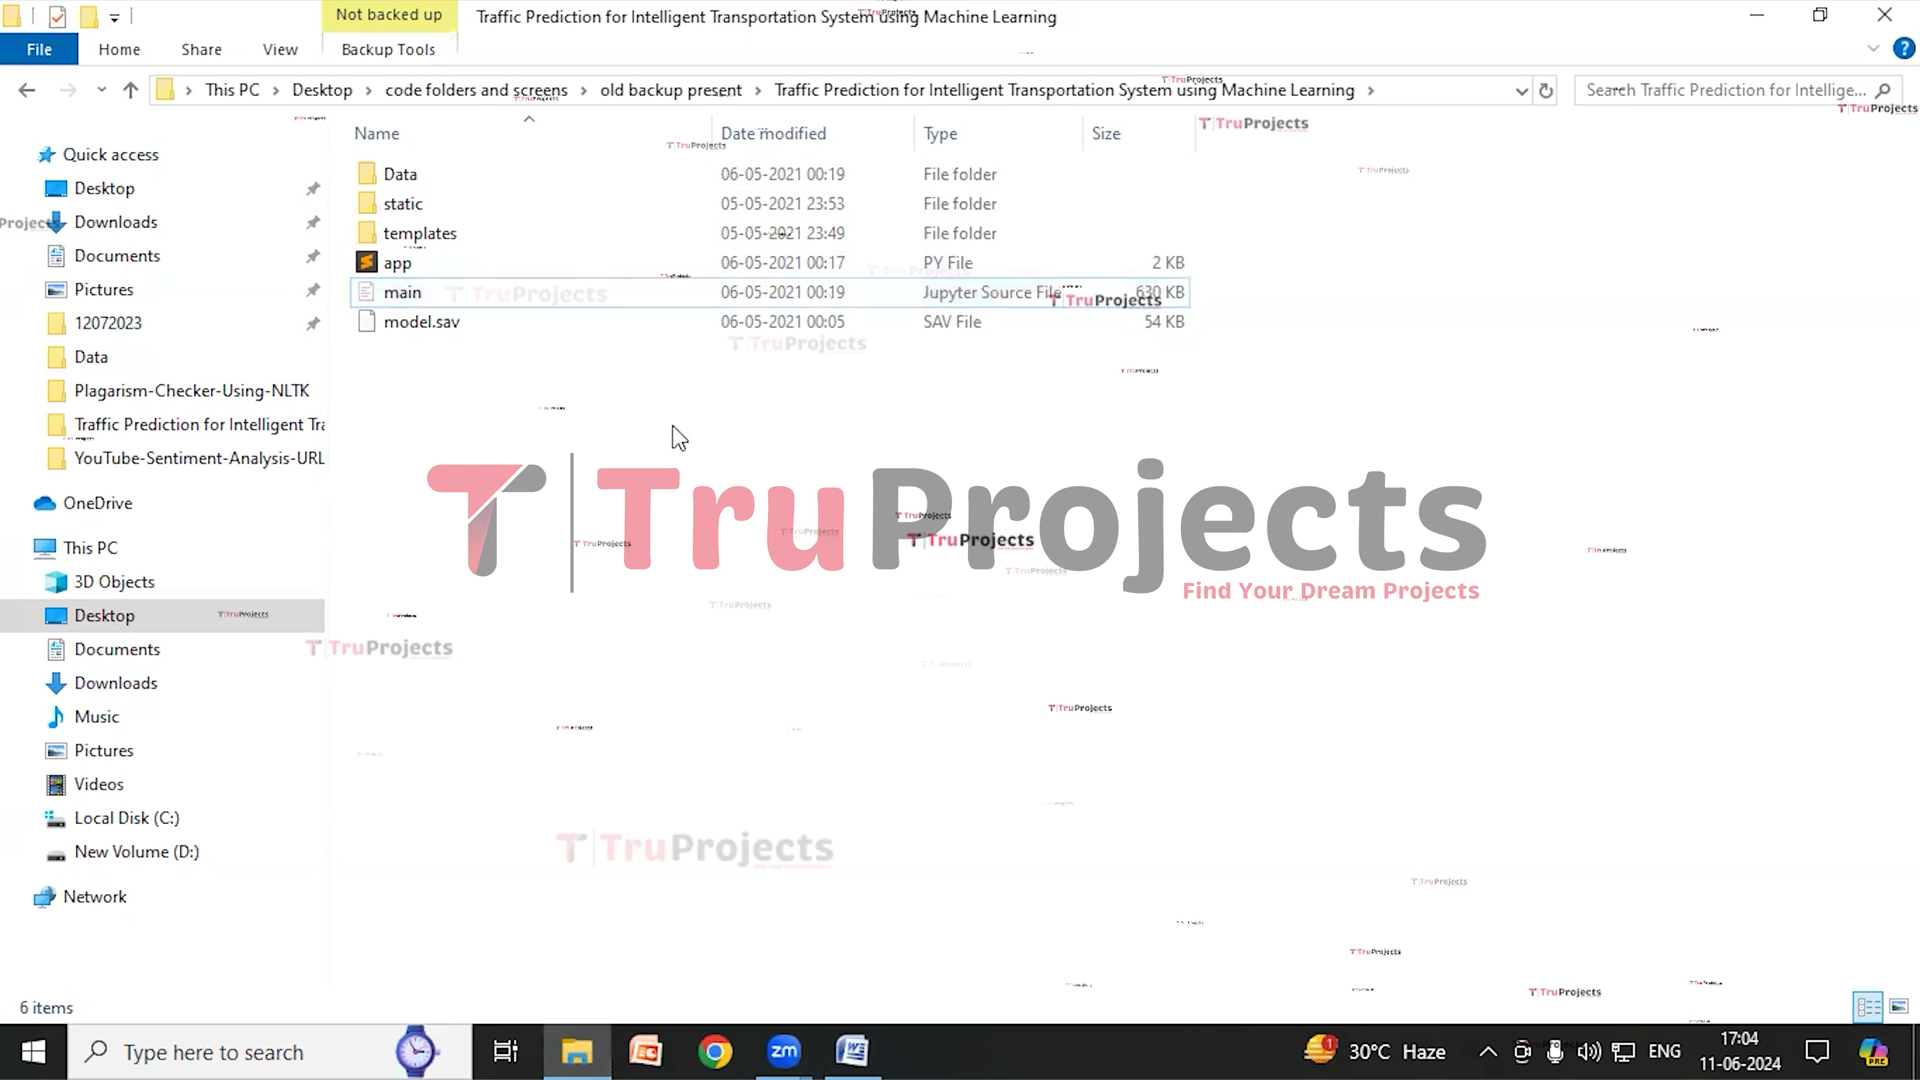 Not backed up
Traffic Prediction for Intelligent Transportation System using Machine Learning
File Home Share View Backup Tools
This PC Desktop code folders and screens old backup present Traffic Prediction for Intelligent Transportation System using Machine Learning
Search Traffic Prediction for Intellige...
Name Date modified Type Size
Data 06-05-2021 00:19 File folder
static 05-05-2021 23:53 File folder
templates 05-05-2021 23:49 File folder
app 06-05-2021 00:17 PY File 2 KB
main 06-05-2021 00:19 Jupyter Source File 630 KB
model.sav 06-05-2021 00:05 SAV File 54 KB
Quick access
Desktop
Downloads
Documents
Pictures
12072023
Data
Plagarism-Checker-Using-NLTK
Traffic Prediction for Intelligent Tra
YouTube-Sentiment-Analysis-URL
OneDrive
This PC
3D Objects
Desktop
Documents
Downloads
Music
Pictures
Videos
Local Disk (C:)
New Volume (D:)
Network
TruProjects
Find Your Dream Projects
TruProjects
TruProjects
TruProjects
TruProjects
TruProjects
TruProjects
TruProjects
6 items
Type here to search
30°C Haze
ENG
17:04
11-06-2024